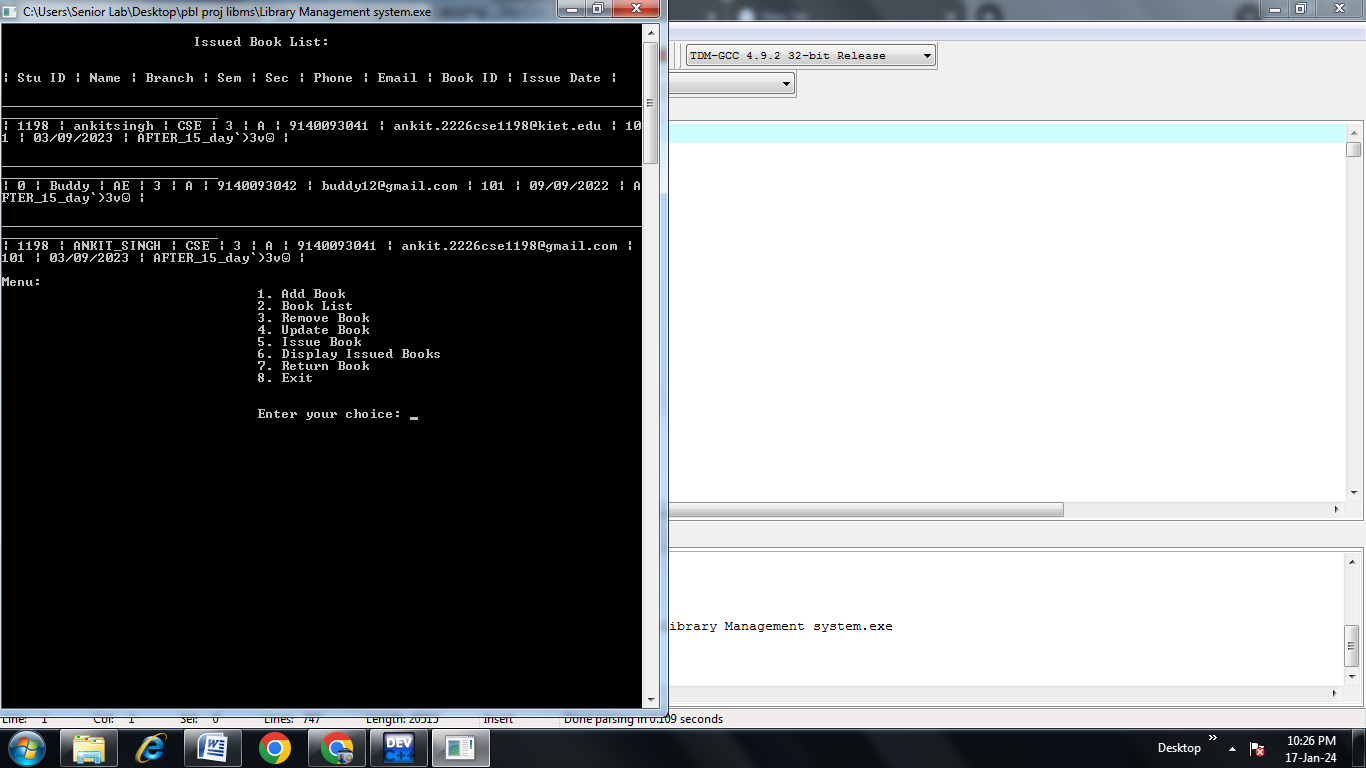 C:\Users\Senior Lab\Desktop\pbl proj libms\Library Management system.exe
Issued Book List:
TDM-GCC 4.9.2 32-bit Release
¦ Stu ID ¦ Name ¦ Branch ¦ Sem ¦ Sec ¦ Phone ¦ Email ¦ Book ID ¦ Issue Date ¦
¦ 1198 ¦ ankitsingh ¦ CSE ¦ 3 ¦ A ¦ 9140093041 ¦ ankit.2226cse1198@kiet.edu ¦ 10
1 ¦ 03/09/2023 ¦ AFTER_15_day`)3v☺ ¦
¦ 0 ¦ Buddy ¦ AE ¦ 3 ¦ A ¦ 9140093042 ¦ buddy12@gmail.com ¦ 101 ¦ 09/09/2022 ¦ A
FTER_15_day`)3v☺ ¦
¦ 1198 ¦ ANKIT_SINGH ¦ CSE ¦ 3 ¦ A ¦ 9140093041 ¦ ankit.2226cse1198@gmail.com ¦
101 ¦ 03/09/2023 ¦ AFTER_15_day`)3v☺ ¦
Menu:
1. Add Book
2. Book List
3. Remove Book
4. Update Book
5. Issue Book
6. Display Issued Books
7. Return Book
8. Exit
Enter your choice: _
ibrary Management system.exe
Line: 1 Col: 1 Sel: 0 Lines: 747 Length: 20515 Insert Done parsing in 0.109 seconds
DEV
C++
Desktop
10:26 PM
17-Jan-24